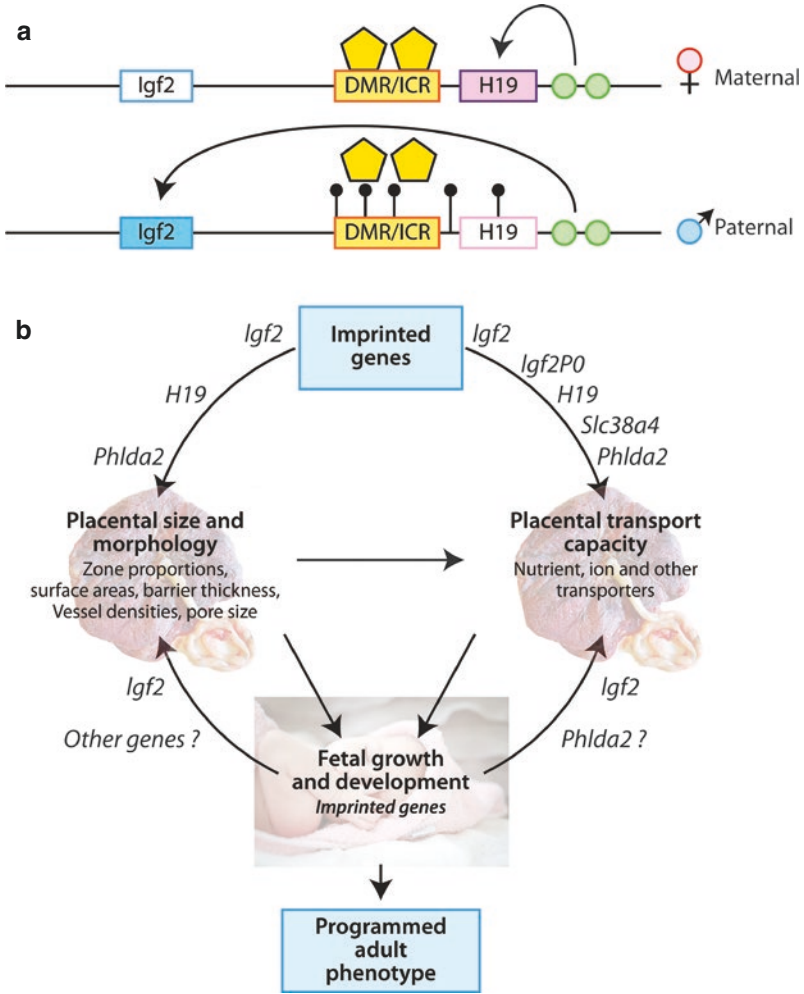 a
Igf2
DMR/ICR
H19
Maternal
Igf2
DMR/ICR
H19
Paternal
b
Imprinted
genes
Igf2
H19
Phlda2
Igf2
Igf2P0
H19
Slc38a4
Phlda2
Placental size and
morphology
Zone proportions,
surface areas, barrier thickness,
Vessel densities, pore size
Placental transport
capacity
Nutrient, ion and other
transporters
Igf2
Other genes ?
Igf2
Phlda2 ?
Fetal growth
and development
Imprinted genes
Programmed
adult
phenotype